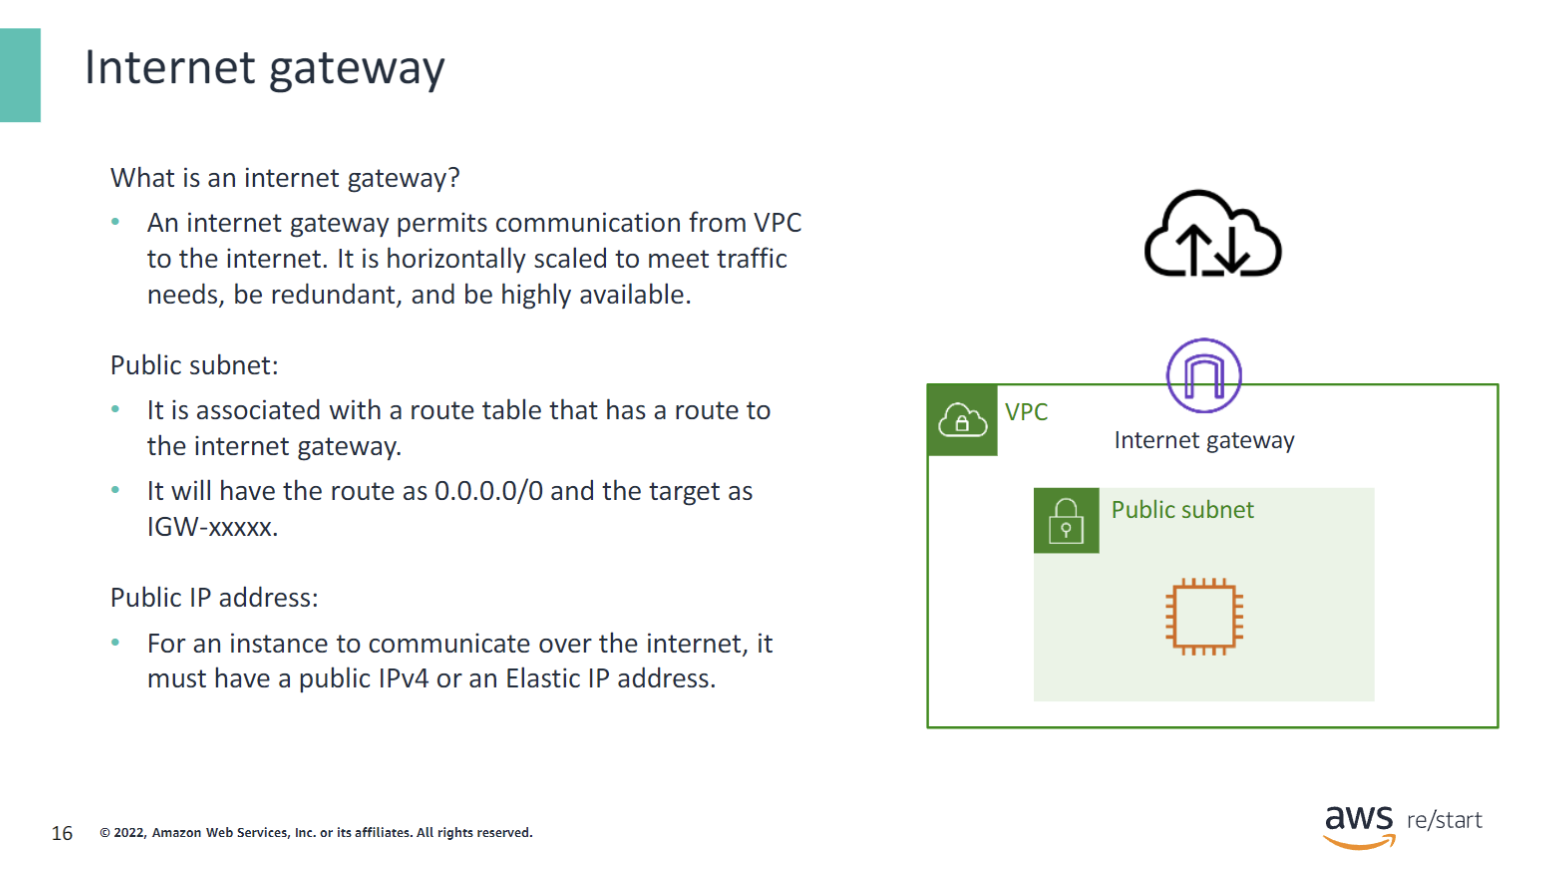 Internet gateway
What is an internet gateway?
• An internet gateway permits communication from VPC
to the internet. It is horizontally scaled to meet traffic
needs, be redundant, and be highly available.
Public subnet:
• It is associated with a route table that has a route to
the internet gateway.
• It will have the route as 0.0.0.0/0 and the target as
IGW-xxxxx.
Public IP address:
• For an instance to communicate over the internet, it
must have a public IPv4 or an Elastic IP address.
VPC
Internet gateway
Public subnet
16 © 2022, Amazon Web Services, Inc. or its affiliates. All rights reserved.
aws re/start